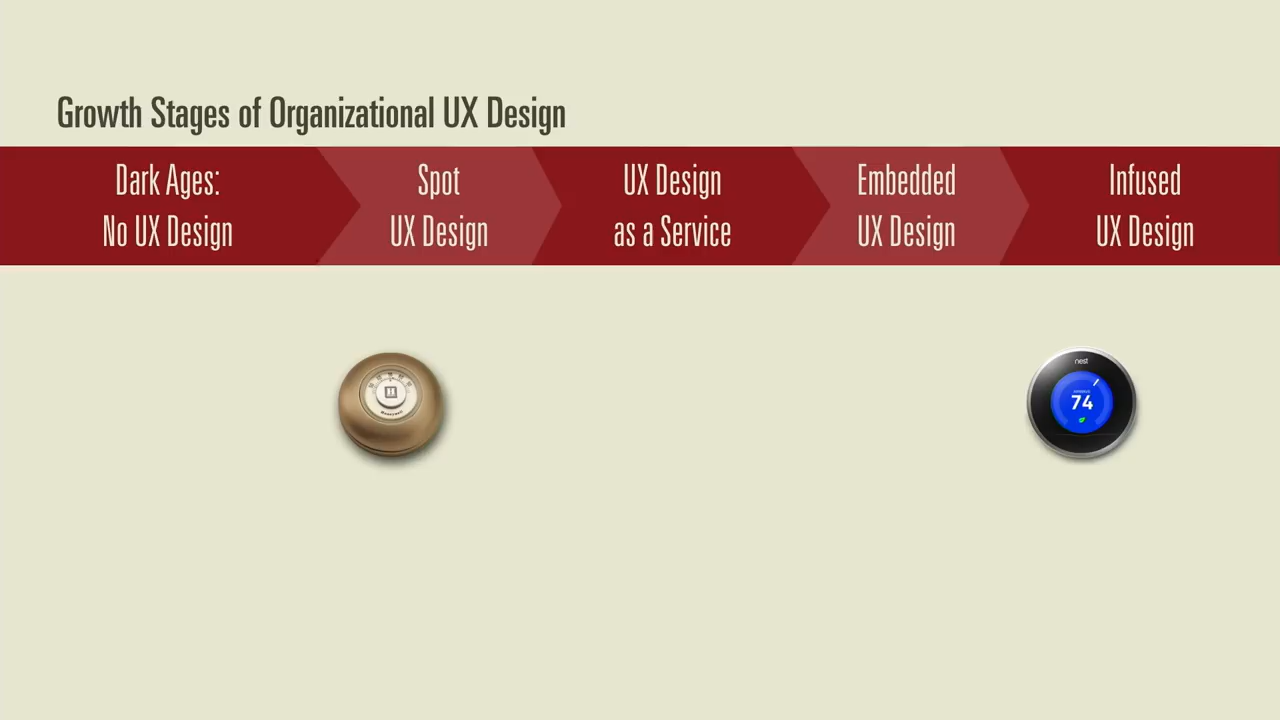 Growth Stages of Organizational UX Design
Dark Ages:
No UX Design
Spot
UX Design
UX Design
as a Service
Embedded
UX Design
Infused
UX Design
nest
74